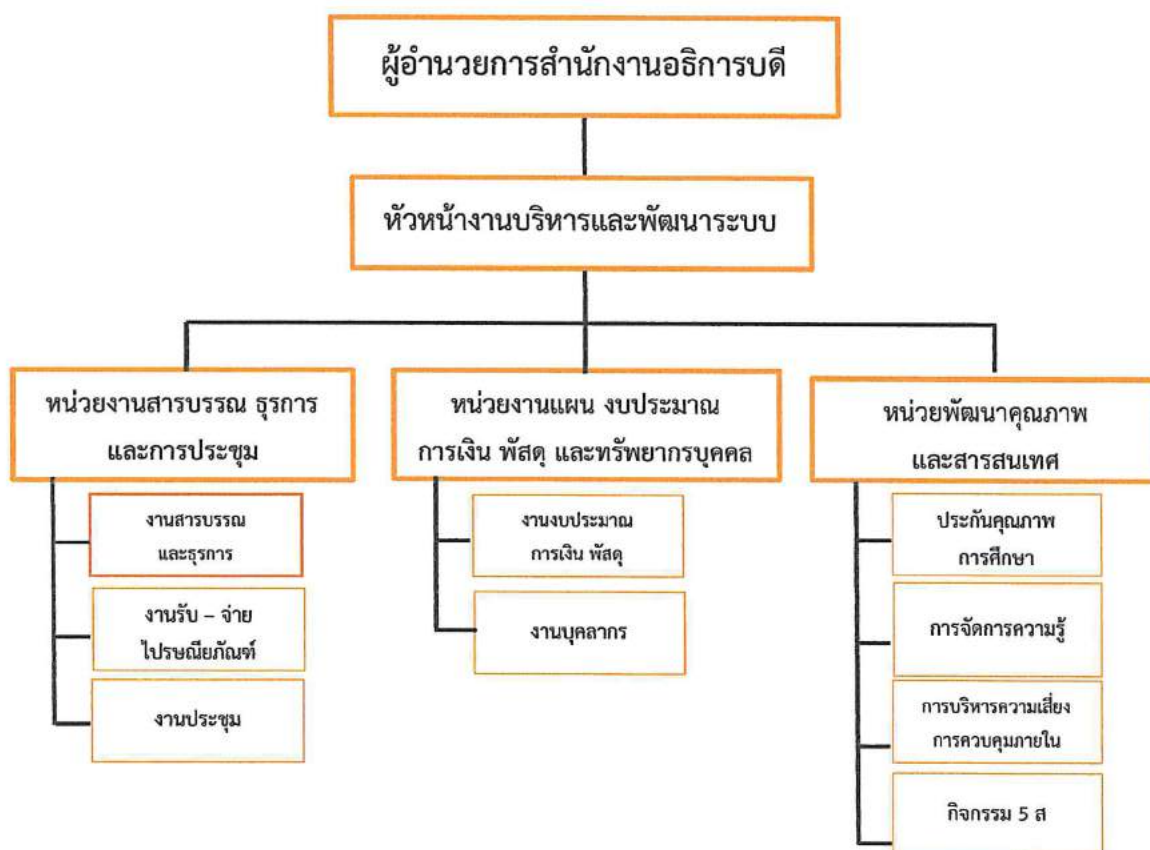 ผู้อำนวยการสำนักงานอธิการบดี
หัวหน้างานบริหารและพัฒนาระบบ
หน่วยงานสารบรรณ ธุรการ
และการประชุม
งานสารบรรณ
และธุรการ
งานรับ – จ่าย
ไปรษณียภัณฑ์
งานประชุม
หน่วยงานแผน งบประมาณ
การเงิน พัสดุ และทรัพยากรบุคคล
งานงบประมาณ
การเงิน พัสดุ
งานบุคลากร
หน่วยพัฒนาคุณภาพ
และสารสนเทศ
ประกันคุณภาพ
การศึกษา
การจัดการความรู้
การบริหารความเสี่ยง
การควบคุมภายใน
กิจกรรม 5 ส